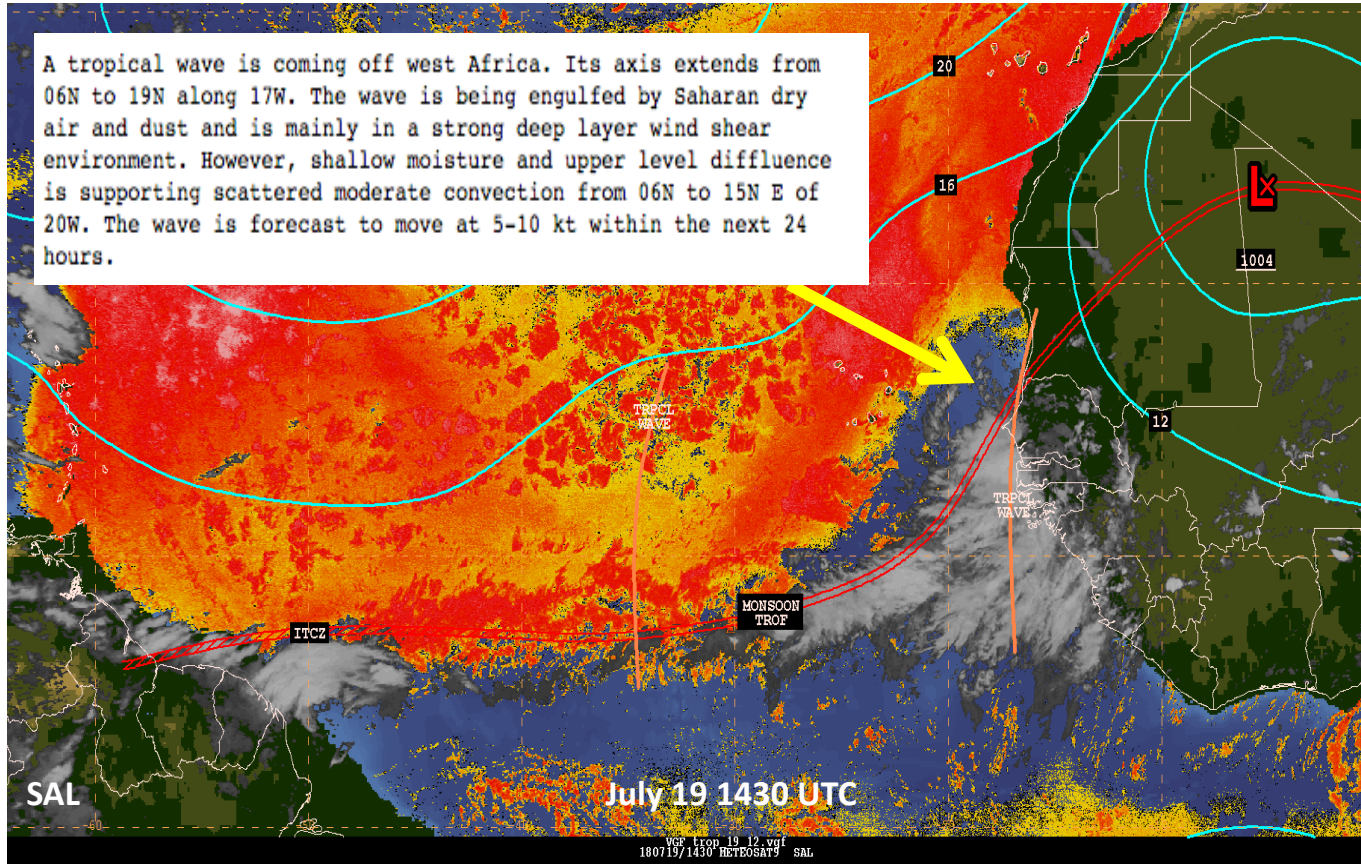 A tropical wave is coming off west Africa. Its axis extends from
06N to 19N along 17W. The wave is being engulfed by Saharan dry
air and dust and is mainly in a strong deep layer wind shear
environment. However, shallow moisture and upper level diffluence
is supporting scattered moderate convection from 06N to 15N E of
20W. The wave is forecast to move at 5-10 kt within the next 24
hours.
20
16
L
x
1004
12
TRPCL
WAVE
TRPCL
WAVE
MONSOON
TROF
ITCZ
SAL
July 19 1430 UTC
-60
VGF trop_19_12.vgf
180719/1430 METEOSAT9 SAL